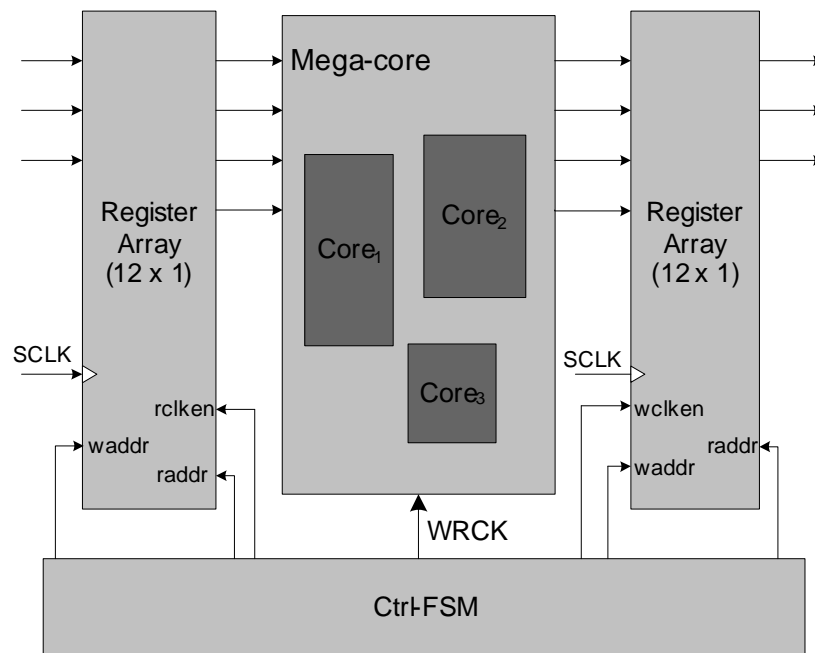 Mega-core
Register
Array
(12 x 1)
Core₁
Core₂
Register
Array
(12 x 1)
SCLK
SCLK
Core₃
rclken
wclken
waddr
raddr
raddr
waddr
WRCK
Ctrl-FSM